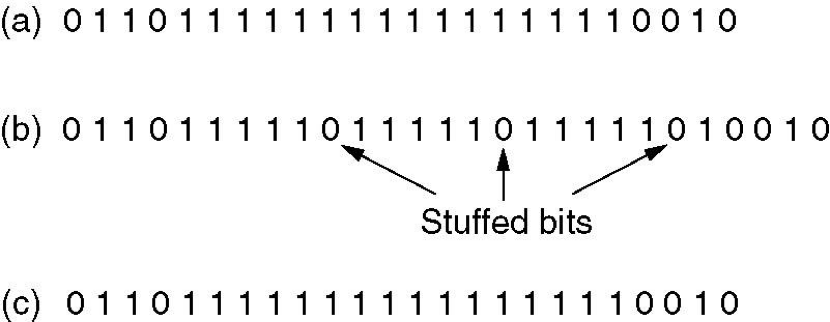 (a) 0 1 1 0 1 1 1 1 1 1 1 1 1 1 1 1 1 1 1 1 0 0 1 0
(b) 0 1 1 0 1 1 1 1 1 0 1 1 1 1 1 0 1 1 1 1 1 0 1 0 0 1 0
Stuffed bits
(c) 0 1 1 0 1 1 1 1 1 1 1 1 1 1 1 1 1 1 1 1 0 0 1 0